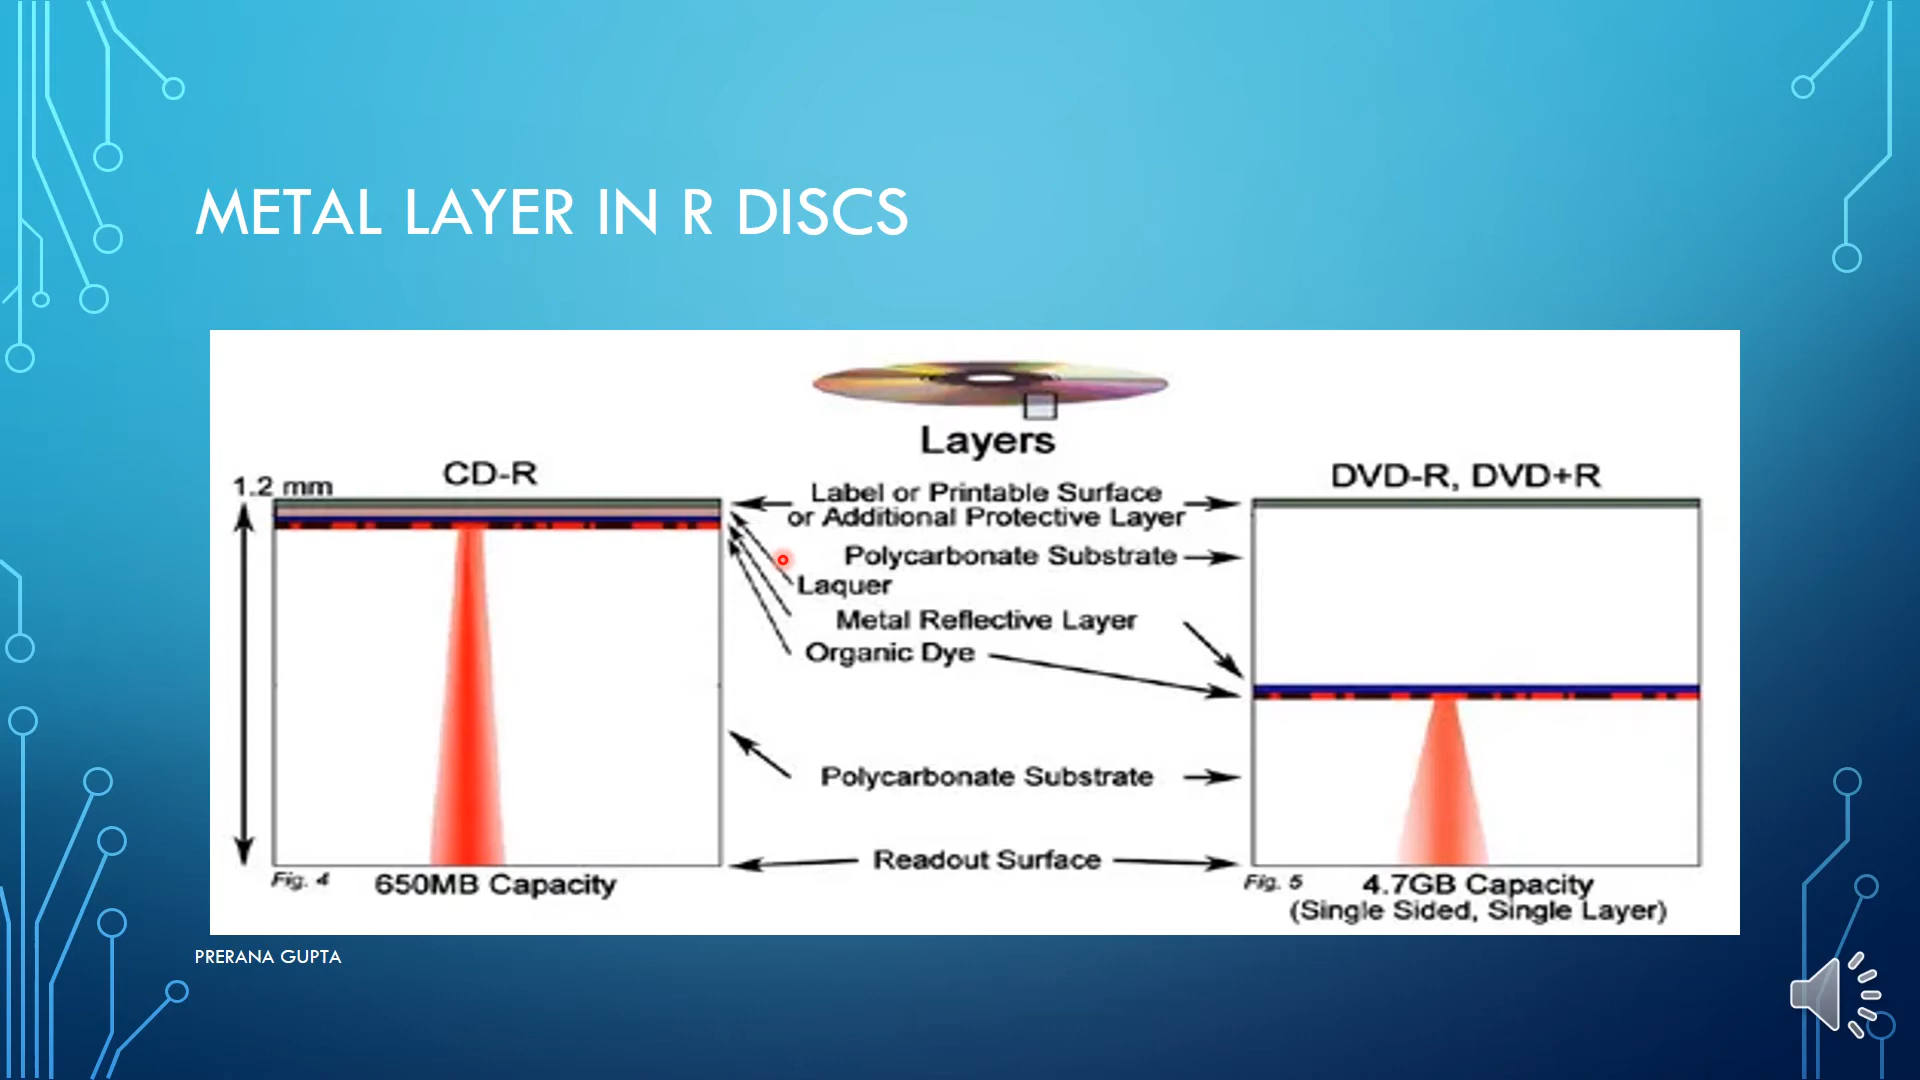 METAL LAYER IN R DISCS
Layers
CD-R
DVD-R, DVD+R
1.2 mm
Label or Printable Surface
or Additional Protective Layer
Polycarbonate Substrate
Laquer
Metal Reflective Layer
Organic Dye
Polycarbonate Substrate
Readout Surface
Fig. 4
650MB Capacity
Fig. 5
4.7GB Capacity
(Single Sided, Single Layer)
PRERANA GUPTA